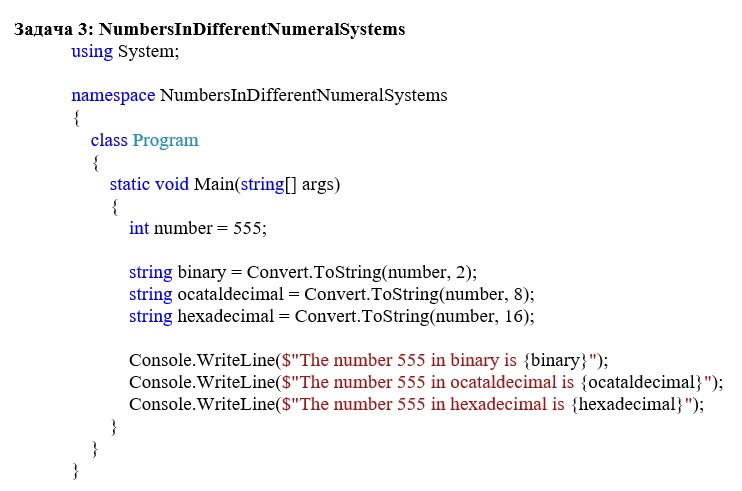 Задача 3: NumbersInDifferentNumeralSystems
using System;
namespace NumbersInDifferentNumeralSystems
{
class Program
{
static void Main(string[] args)
{
int number = 555;
string binary = Convert.ToString(number, 2);
string ocataldecimal = Convert.ToString(number, 8);
string hexadecimal = Convert.ToString(number, 16);
Console.WriteLine($"The number 555 in binary is {binary}");
Console.WriteLine($"The number 555 in ocataldecimal is {ocataldecimal}");
Console.WriteLine($"The number 555 in hexadecimal is {hexadecimal}");
}
}
}